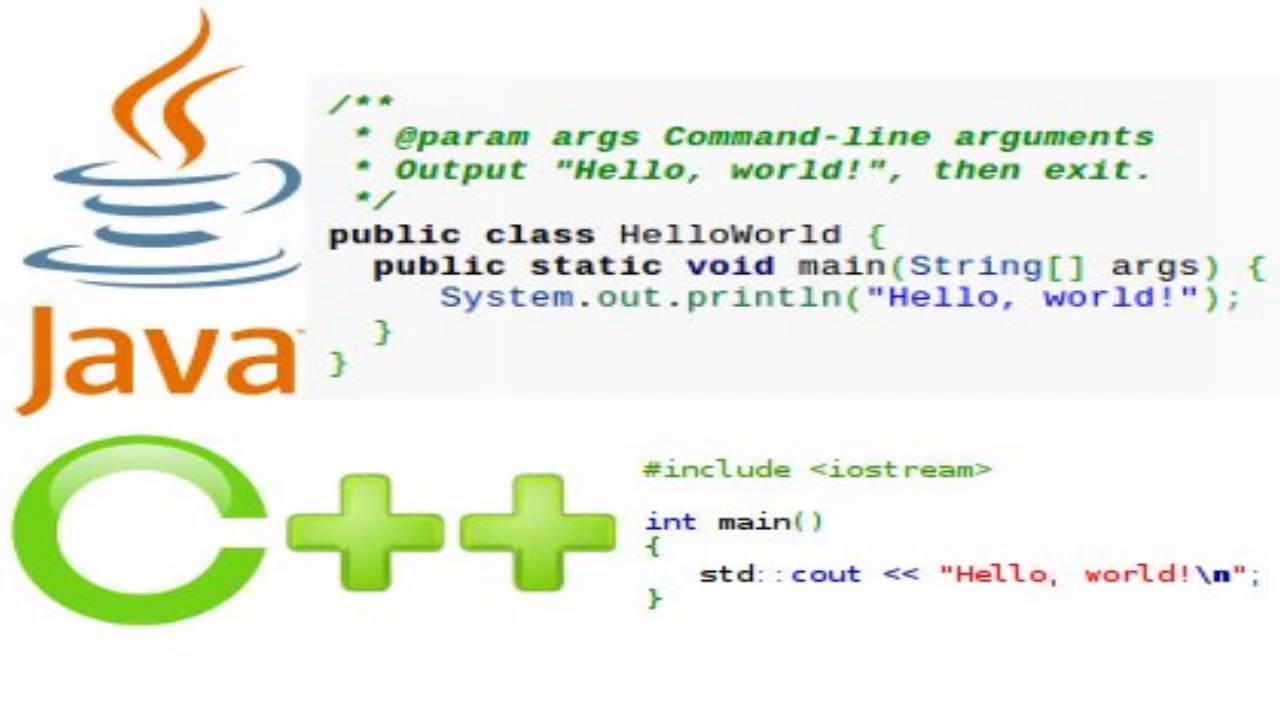 Java
/**
 * @param args Command-line arguments
 * Output "Hello, world!", then exit.
 */
public class HelloWorld {
  public static void main(String[] args) {
     System.out.println("Hello, world!");
  }
}
C++
#include <iostream>
int main()
{
   std::cout << "Hello, world!\n";
}